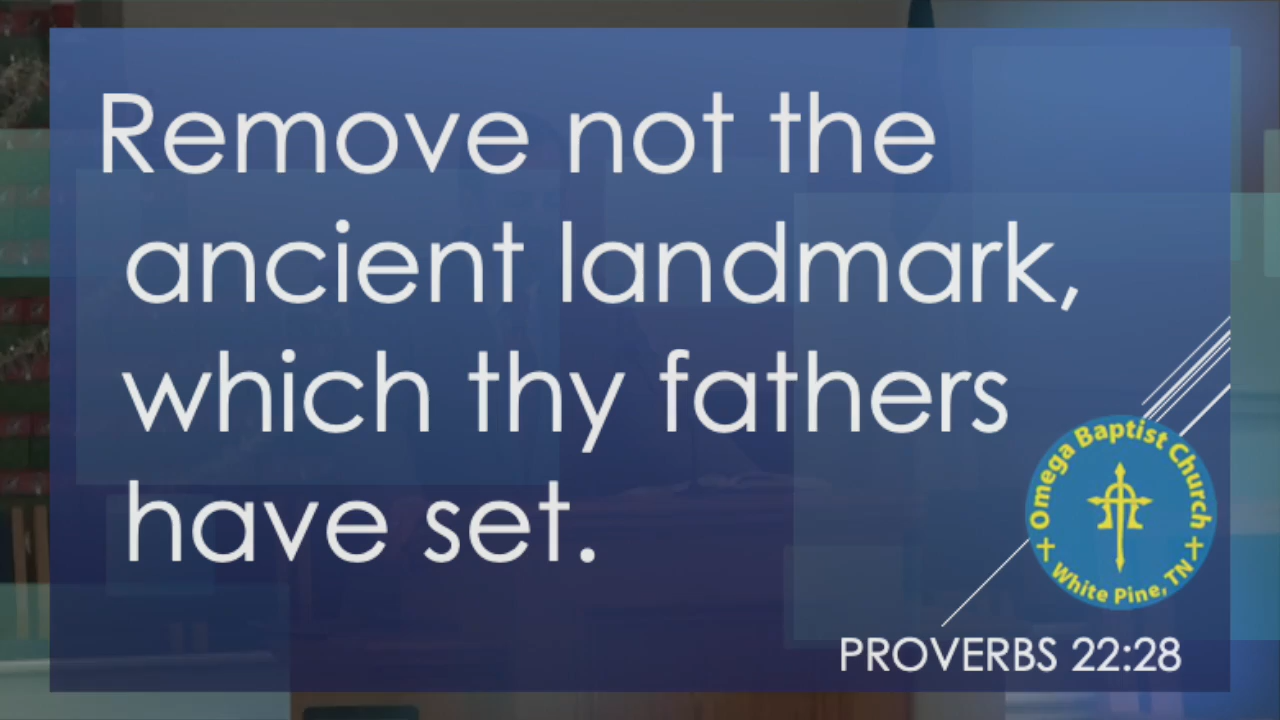 Remove not the
ancient landmark,
which thy fathers
have set.
Omega Baptist Church
White Pine, TN
PROVERBS 22:28